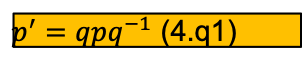 p′ = qpq⁻¹ (4.q1)